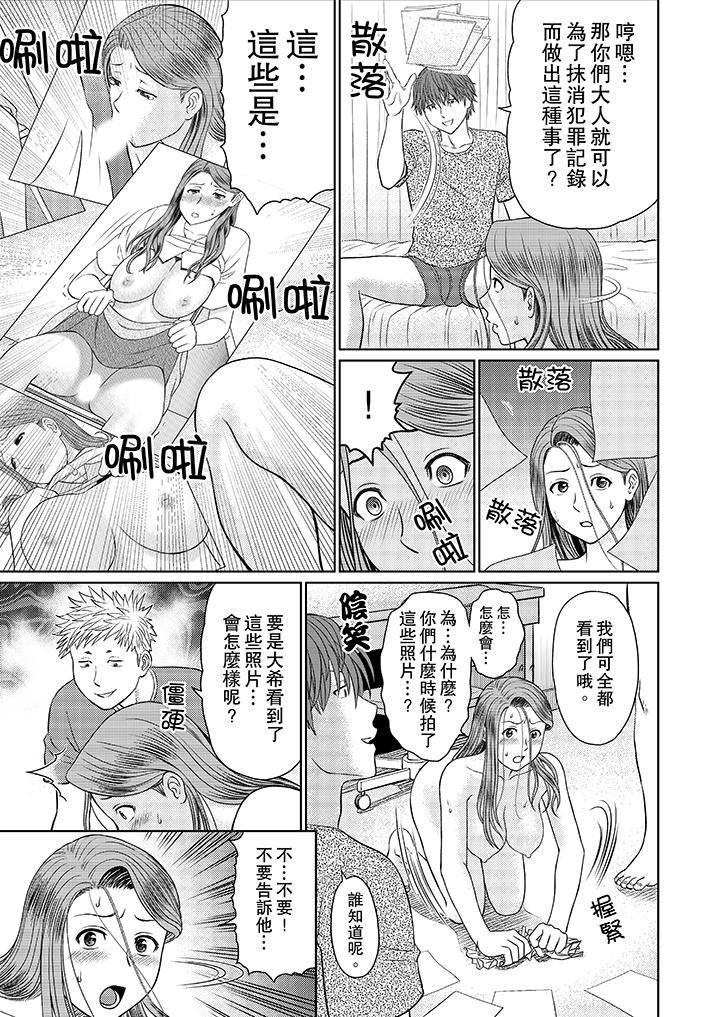 哼嗯…
那你們大人就可以
為了抹消犯罪記錄
而做出這種事了？
散落
這…
這些是…
唰啦
唰啦
唰啦
散落
散落
！
唰啦
我們可全都
看到了哦。
怎…
怎麼會…
為…為什麼？
你們什麼時候拍了
這些照片…？
陰笑
握緊
誰知道呢。
要是大希看到了
這些照片…
會怎麼樣呢？
僵硬
不…不要！
不要告訴他…